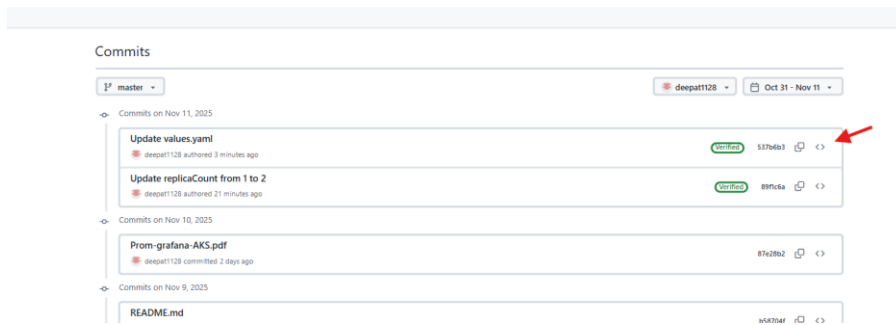 Commits
master
deepat1128
Oct 31 - Nov 11
Commits on Nov 11, 2025
Update values.yaml
deepat1128 authored 3 minutes ago
Verified
537b6b3
Update replicaCount from 1 to 2
deepat1128 authored 21 minutes ago
Verified
89f1c6a
Commits on Nov 10, 2025
Prom-grafana-AKS.pdf
deepat1128 committed 2 days ago
87e28b2
Commits on Nov 9, 2025
README.md
b58704f